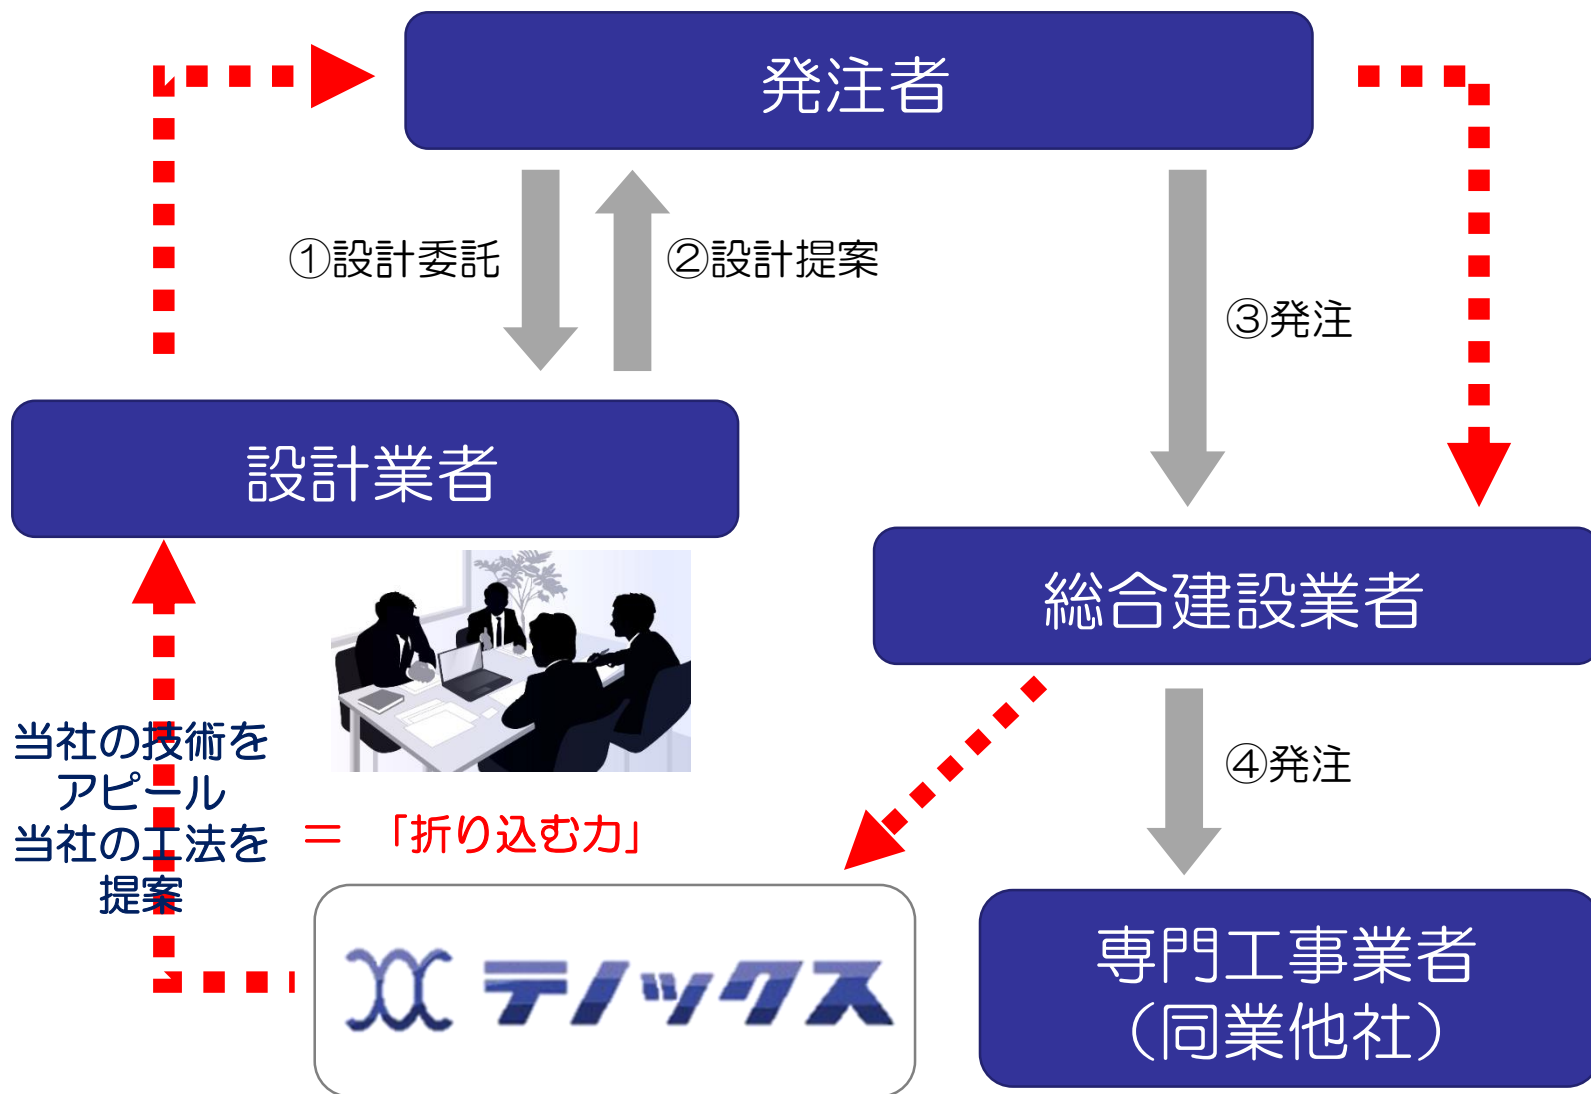 発注者
①設計委託
②設計提案
③発注
設計業者
総合建設業者
当社の技術を
アピール
当社の工法を
提案
＝ 「折り込む力」
④発注
テノックス
専門工事業者
（同業他社）